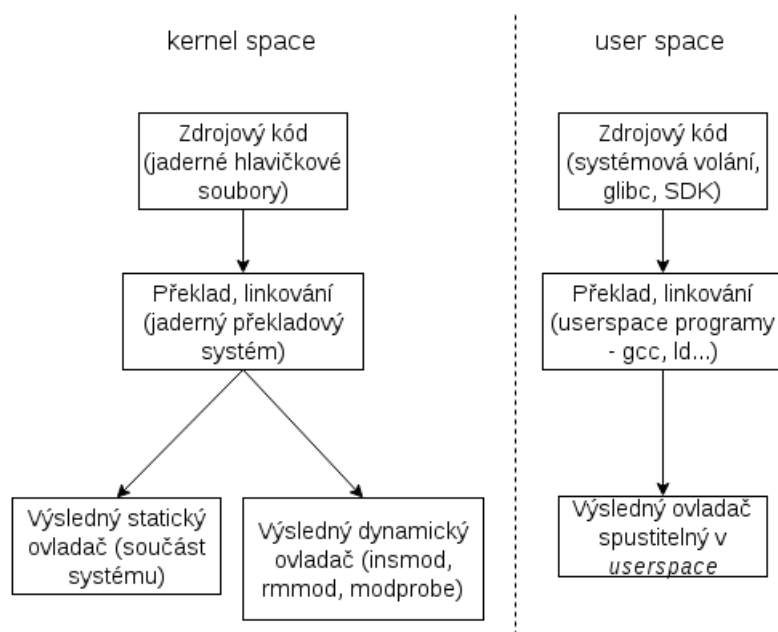 kernel space
user space
Zdrojový kód
(jaderné hlavičkové
soubory)
Zdrojový kód
(systémová volání,
glibc, SDK)
Překlad, linkování
(jaderný překladový
systém)
Překlad, linkování
(userspace programy
- gcc, ld...)
Výsledný statický
ovladač (součást
systému)
Výsledný dynamický
ovladač (insmod,
rmmod, modprobe)
Výsledný ovladač
spustitelný v
userspace